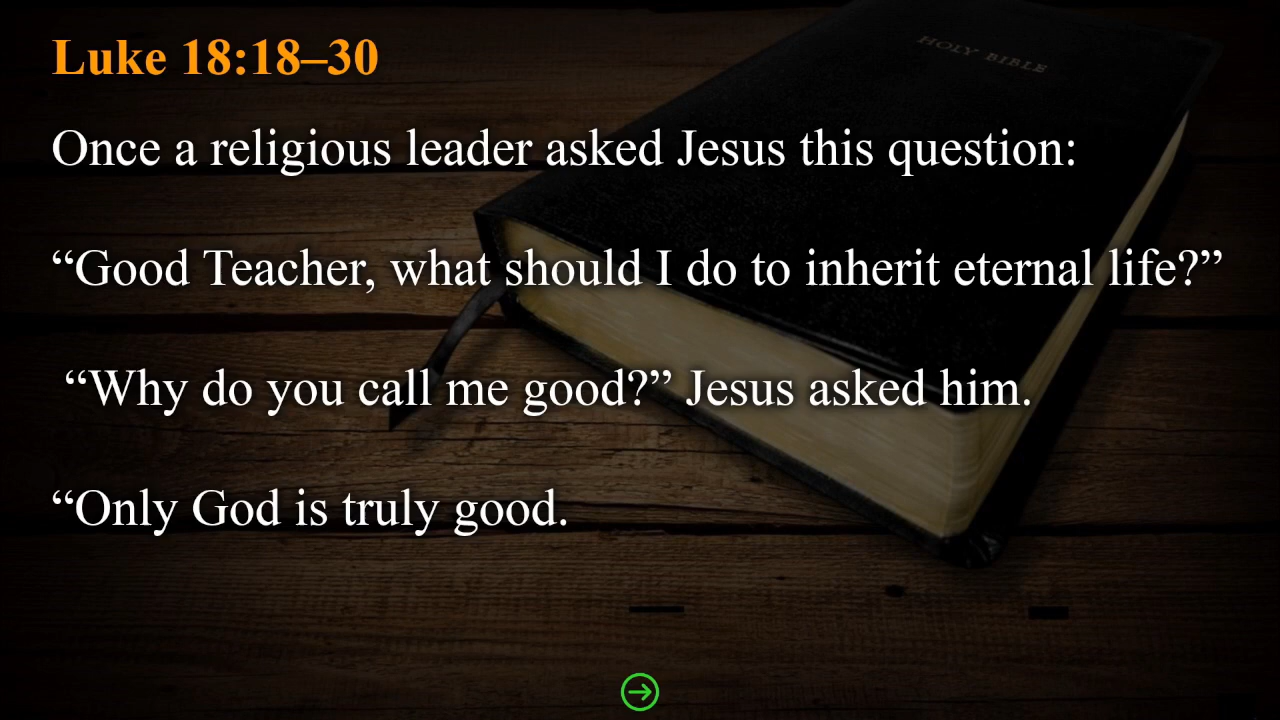 Luke 18:18–30
HOLY BIBLE
Once a religious leader asked Jesus this question:
“Good Teacher, what should I do to inherit eternal life?”
“Why do you call me good?” Jesus asked him.
“Only God is truly good.